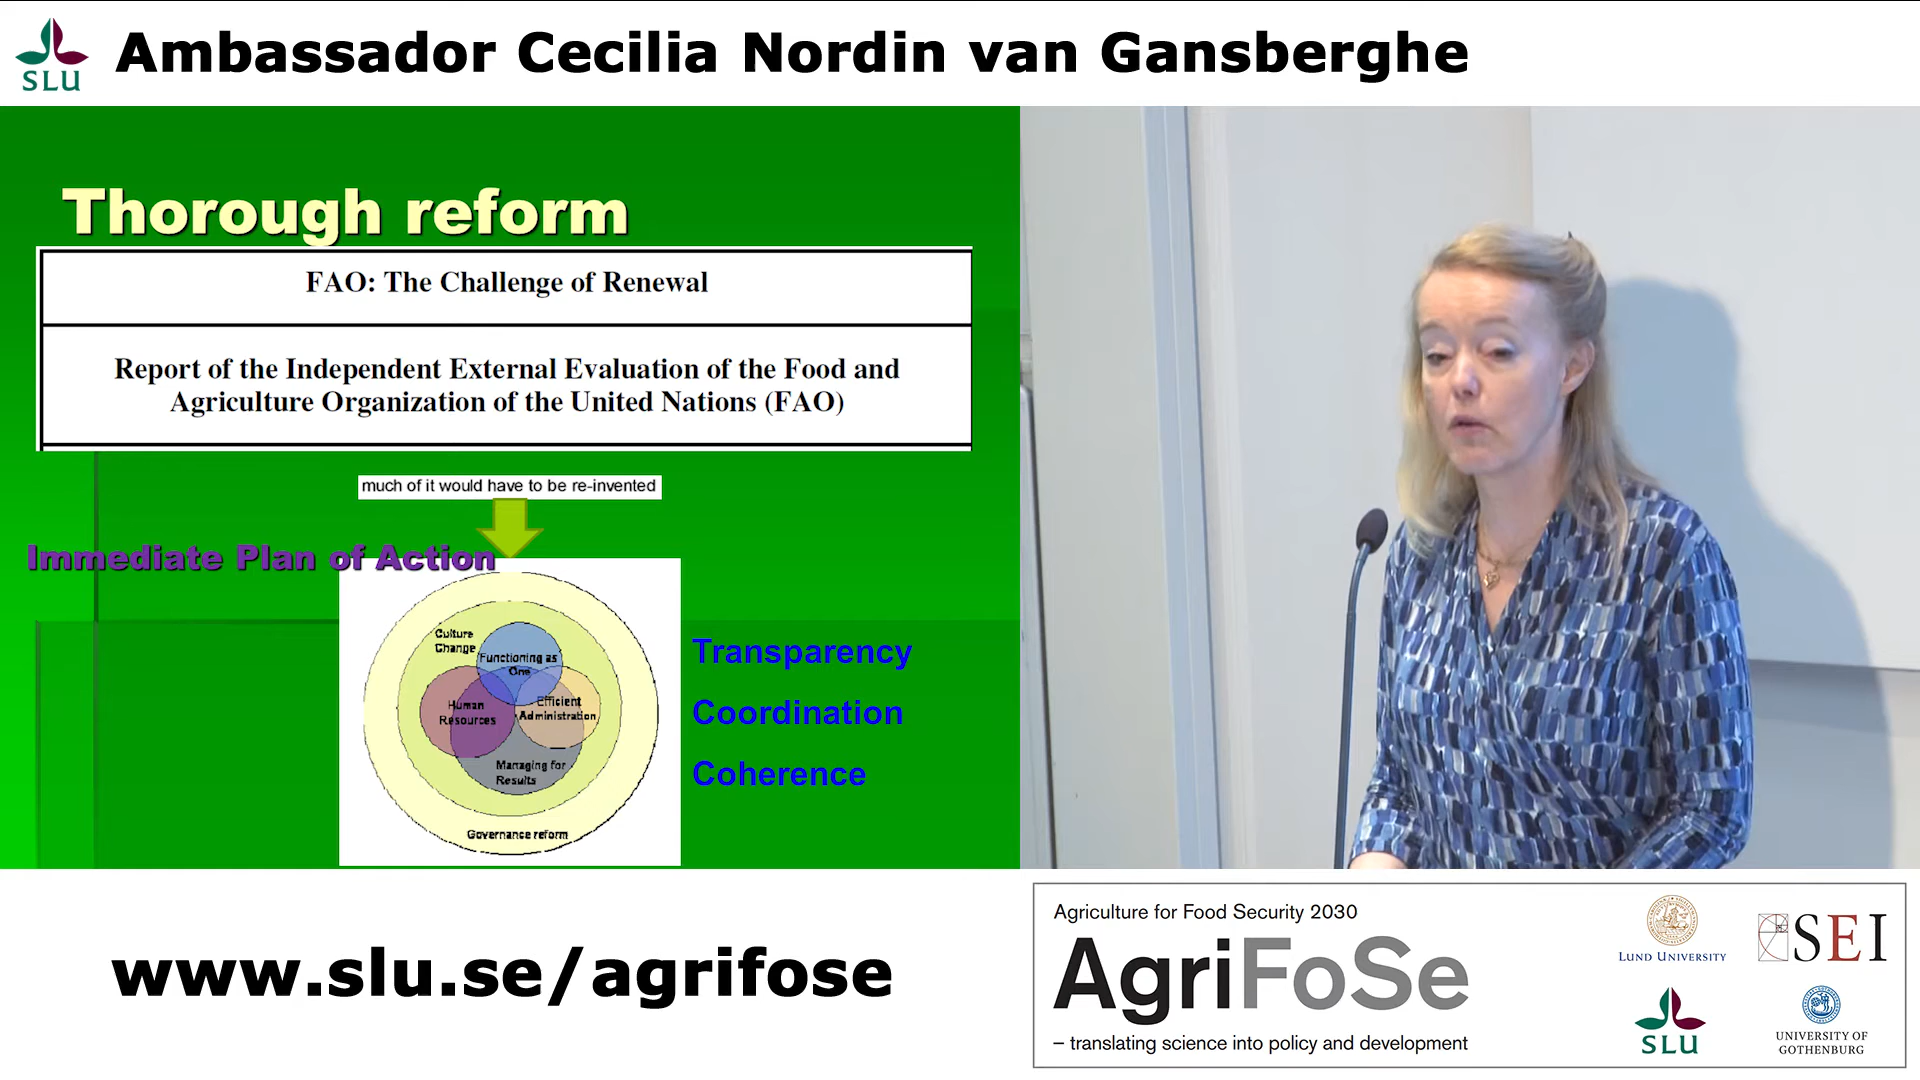 SLU
Ambassador Cecilia Nordin van Gansberghe
Thorough reform
FAO: The Challenge of Renewal
Report of the Independent External Evaluation of the Food and
Agriculture Organization of the United Nations (FAO)
much of it would have to be re-invented
Immediate Plan of Action
Culture
Change
Functioning as
One
Human
Resources
Efficient
Administration
Managing for
Results
Governance reform
Transparency
Coordination
Coherence
www.slu.se/agrifose
Agriculture for Food Security 2030
AgriFoSe
– translating science into policy and development
LUND UNIVERSITY
SEI
SLU
UNIVERSITY OF
GOTHENBURG